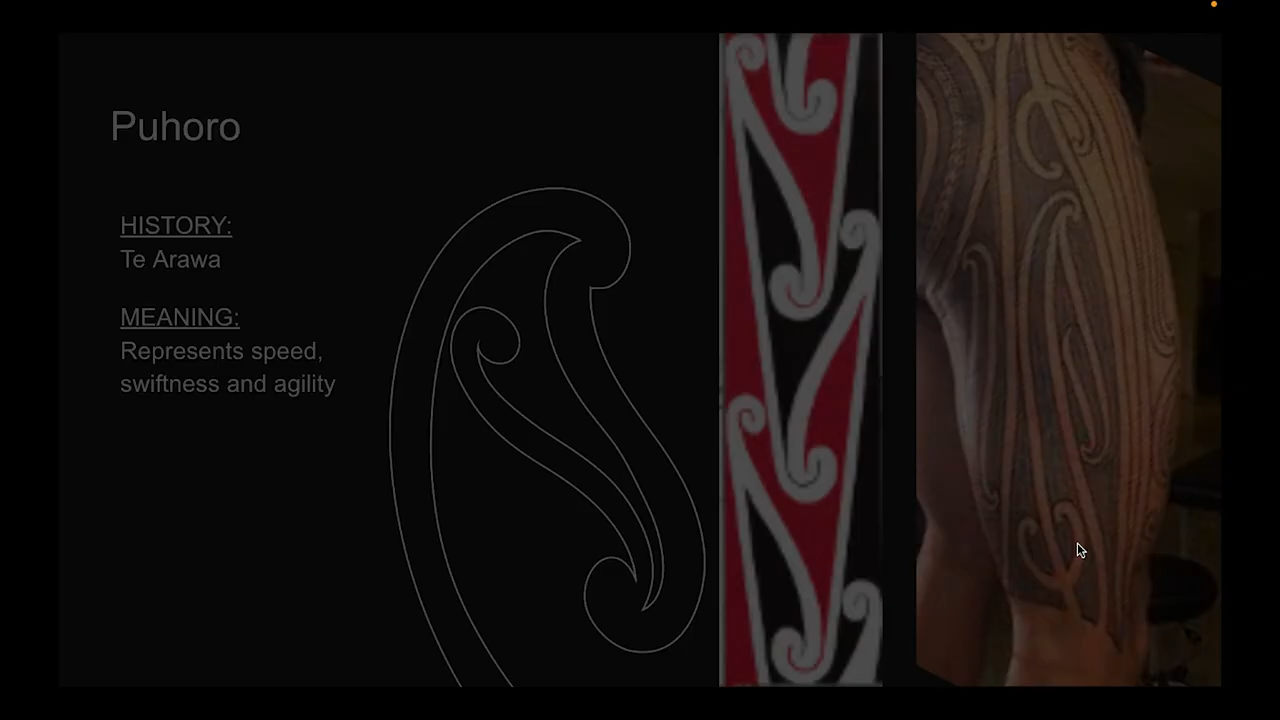 Puhoro
HISTORY:
Te Arawa
MEANING:
Represents speed,
swiftness and agility